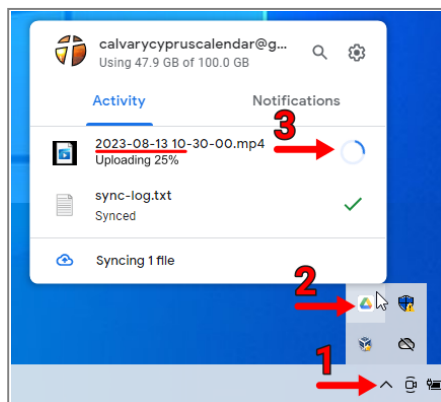 calvarycypruscalendar@g...
Using 47.9 GB of 100.0 GB
Activity
Notifications
3
2023-08-13 10-30-00.mp4
Uploading 25%
sync-log.txt
Synced
Syncing 1 file
2
1